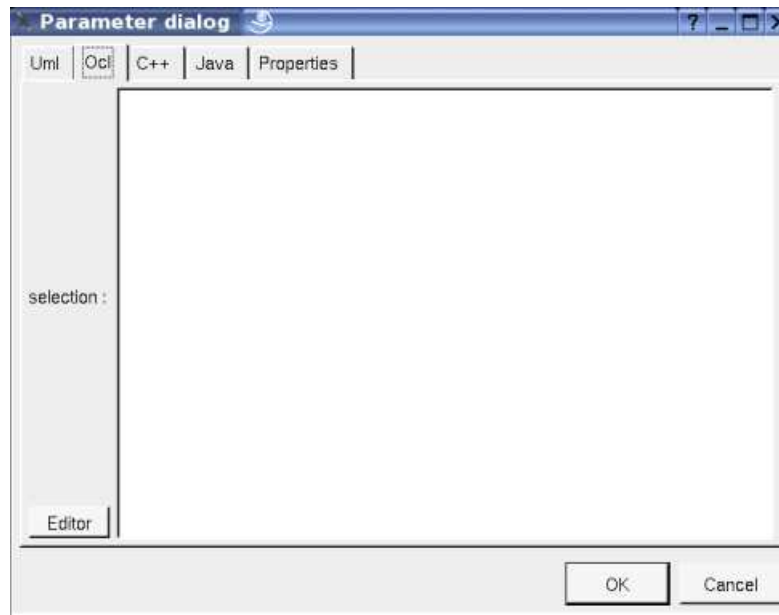 Parameter dialog ?
Uml Ocl C++ Java Properties
selection :
Editor
OK Cancel